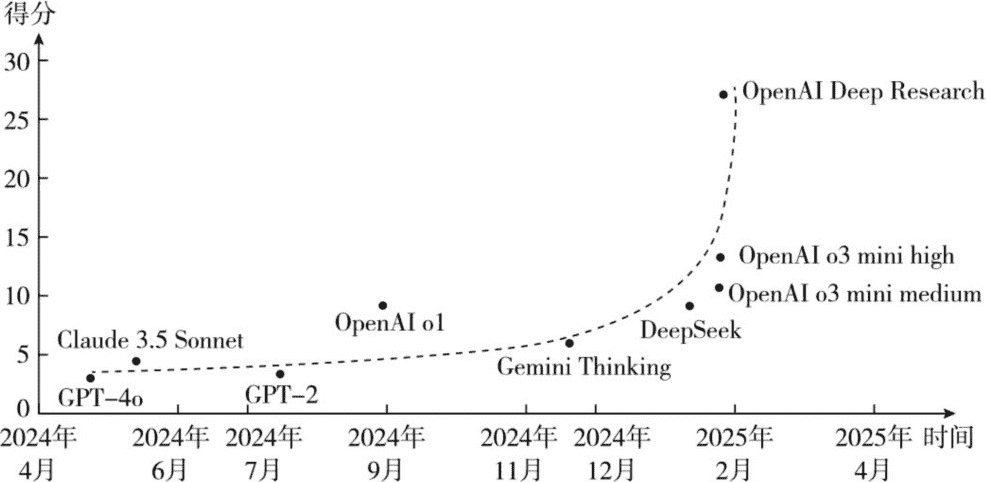 得分
30
25
20
15
10
5
0
OpenAI Deep Research
OpenAI o3 mini high
OpenAI o3 mini medium
DeepSeek
OpenAI o1
Gemini Thinking
Claude 3.5 Sonnet
GPT-4o
GPT-2
2024年 2024年 2024年 2024年 2024年 2024年 2025年 2025年 时间
4月 6月 7月 9月 11月 12月 2月 4月